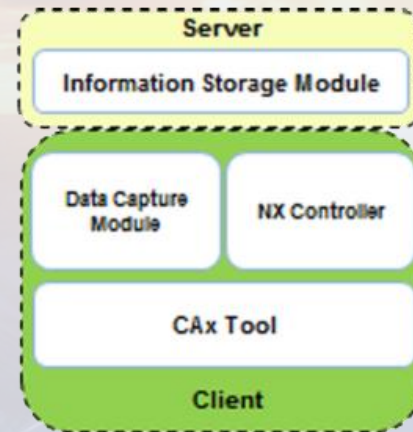 Server
Information Storage Module
Data Capture
Module
NX Controller
CAx Tool
Client